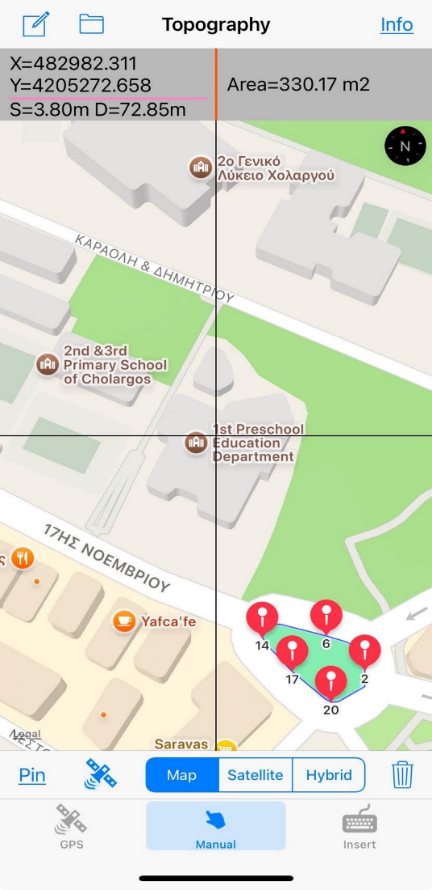 Topography
Info
X=482982.311
Y=4205272.658
S=3.80m D=72.85m
Area=330.17 m2
N
2ο Γενικό
Λύκειο Χολαργού
ΚΑΡΑΟΛΗ & ΔΗΜΗΤΡΙΟΥ
2nd &3rd
Primary School
of Cholargos
1st Preschool
Education
Department
17ΗΣ ΝΟΕΜΒΡΙΟΥ
S
Yafca'fe
14
6
17
2
20
Legal
Saravas
Pin
Map
Satellite
Hybrid
GPS
Manual
Insert